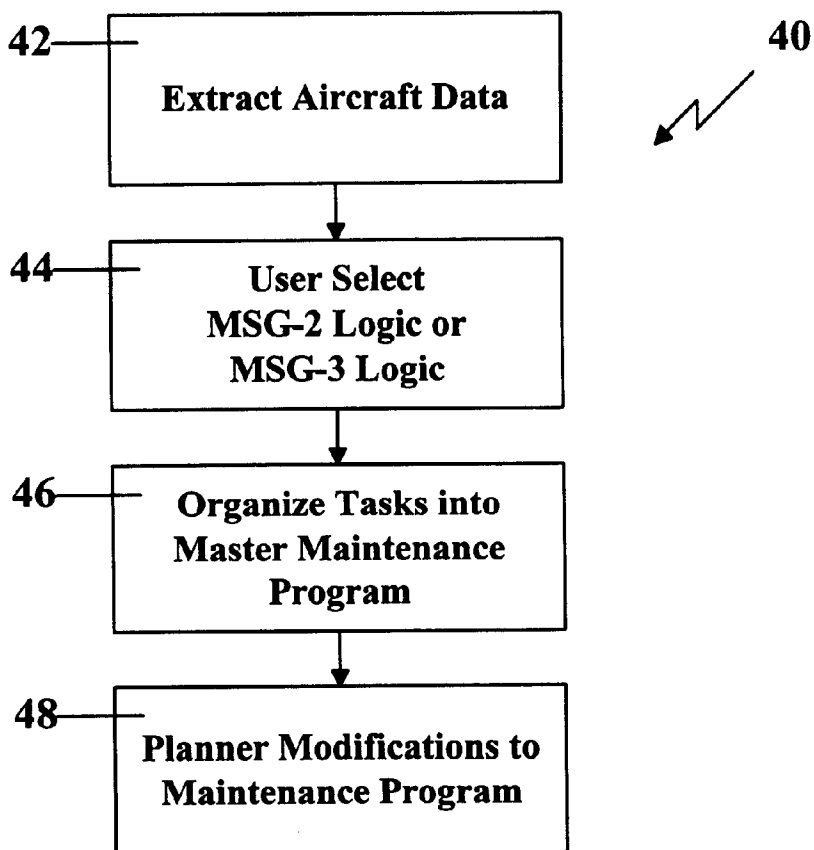 42
40
Extract Aircraft Data
44
User Select
MSG-2 Logic or
MSG-3 Logic
46
Organize Tasks into
Master Maintenance
Program
48
Planner Modifications to
Maintenance Program